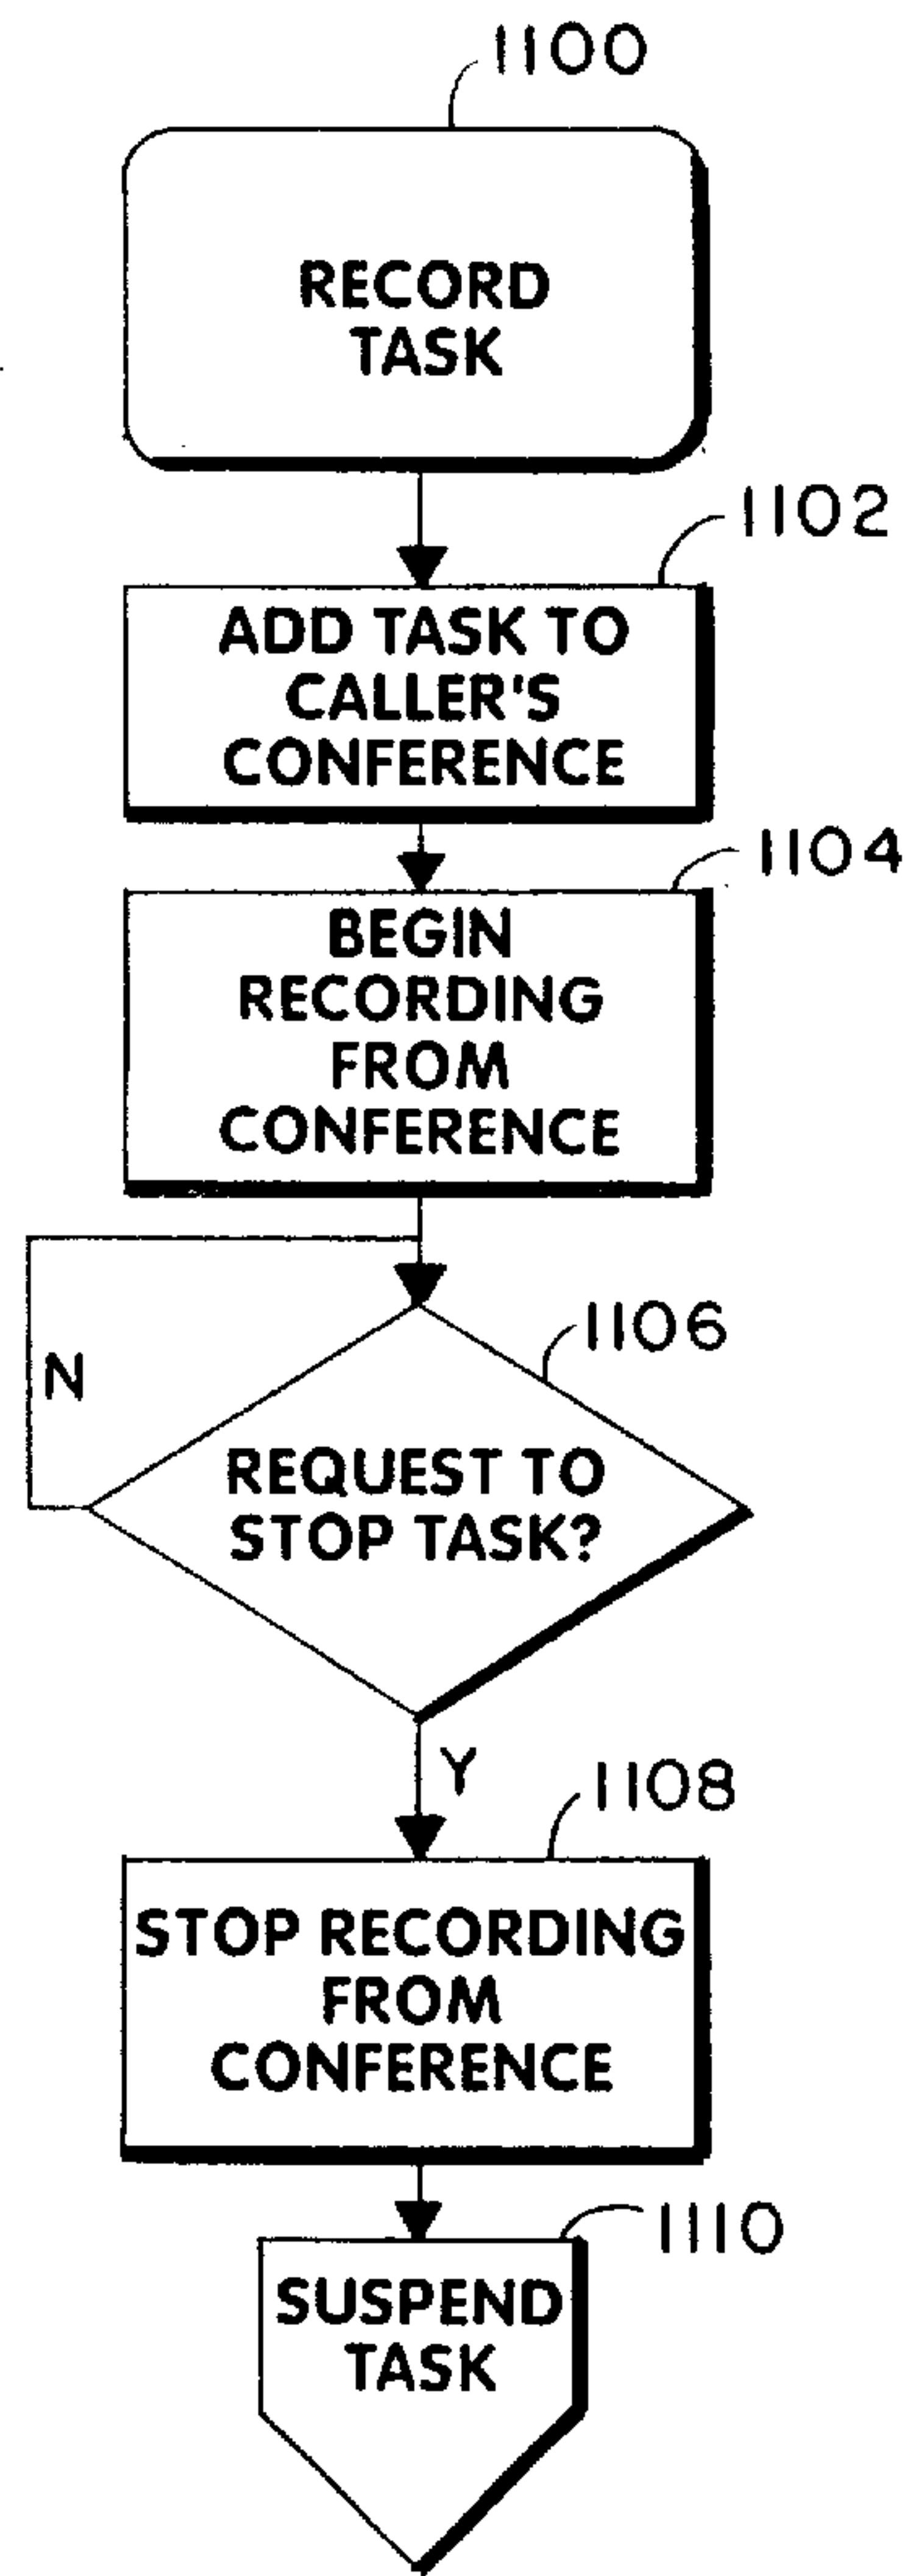 1100
RECORD
TASK
1102
ADD TASK TO
CALLER'S
CONFERENCE
1104
BEGIN
RECORDING
FROM
CONFERENCE
1106
N
REQUEST TO
STOP TASK?
Y
1108
STOP RECORDING
FROM
CONFERENCE
1110
SUSPEND
TASK